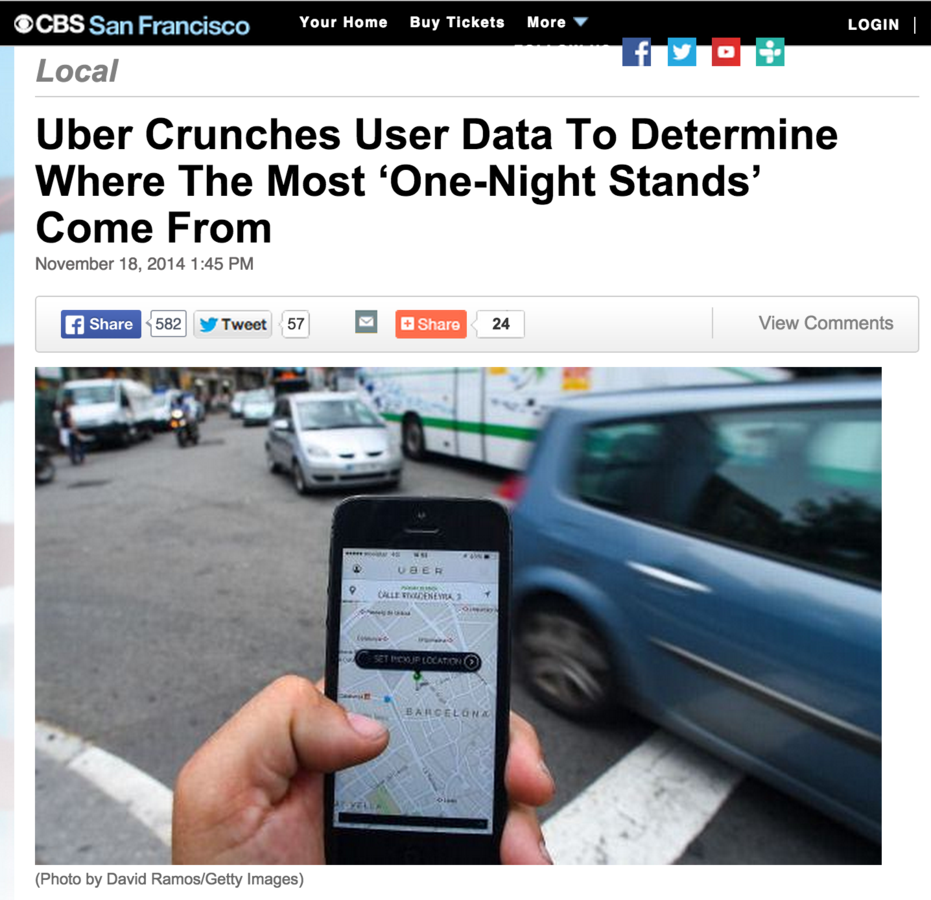 CBS San Francisco
Your Home Buy Tickets More
LOGIN
Local
Uber Crunches User Data To Determine
Where The Most ‘One-Night Stands’
Come From
November 18, 2014 1:45 PM
Share 582 Tweet 57 Share 24 View Comments
UBER
CALLE RIVADENEYRA, 3
SET PICKUP LOCATION
BARCELONA
(Photo by David Ramos/Getty Images)